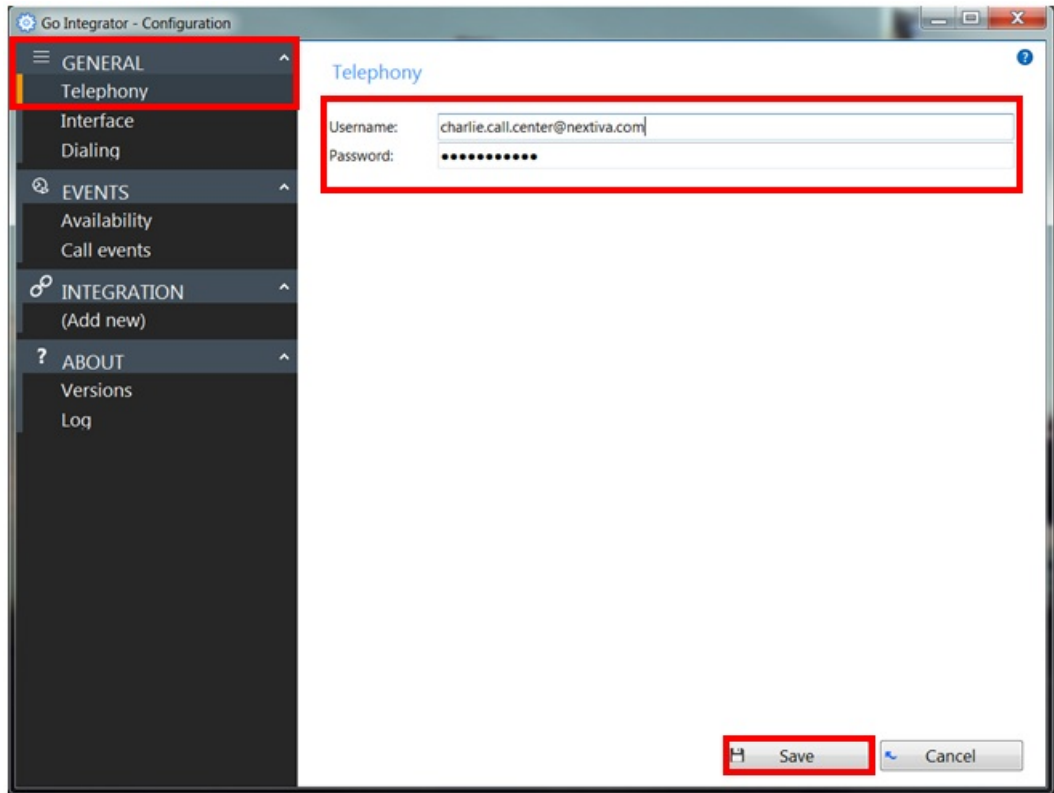 Go Integrator - Configuration
GENERAL
Telephony
Interface
Dialing
EVENTS
Availability
Call events
INTEGRATION
(Add new)
? ABOUT
Versions
Log
?
Telephony
Username: charlie.call.center@nextiva.com
Password: •••••••••••
Save
Cancel